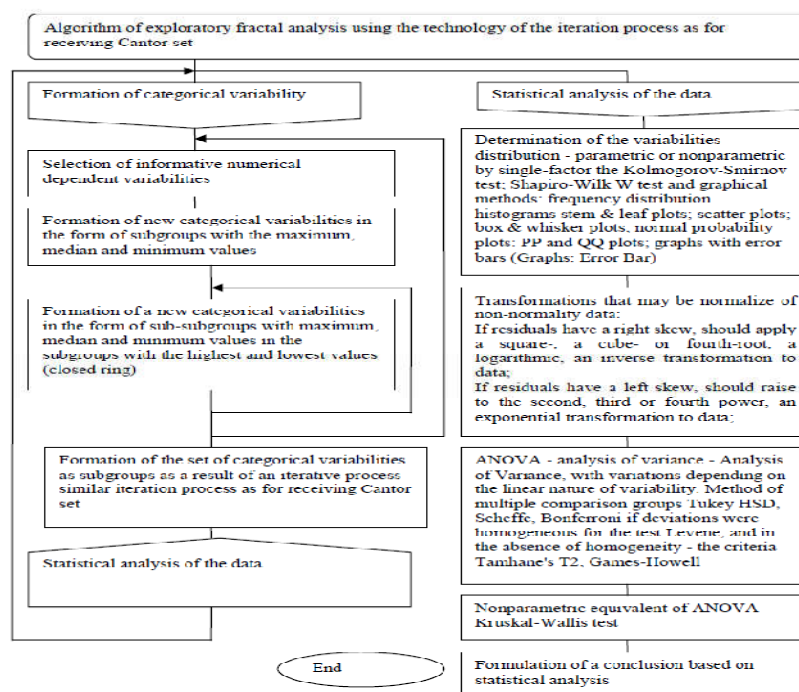 Algorithm of exploratory fractal analysis using the technology of the iteration process as for
receiving Cantor set
Formation of categorical variability
Selection of informative numerical
dependent variabilities
Formation of new categorical variabilities in
the form of subgroups with the maximum,
median and minimum values
Formation of a new categorical variabilities
in the form of sub-subgroups with maximum,
median and minimum values in the
subgroups with the highest and lowest values
(closed ring)
Formation of the set of categorical variabilities
as subgroups as a result of an iterative process
similar iteration process as for receiving Cantor
set
Statistical analysis of the data
End
Statistical analysis of the data
Determination of the variabilities
distribution - parametric or nonparametric
by single-factor the Kolmogorov-Smirnov
test; Shapiro-Wilk W test and graphical
methods: frequency distribution
histograms stem & leaf plots; scatter plots;
box & whisker plots, normal probability
plots: PP and QQ plots; graphs with error
bars (Graphs: Error Bar)
Transformations that may be normalize of
non-normality data:
If residuals have a right skew, should apply
a square-, a cube- or fourth-root, a
logarithmic, an inverse transformation to
data;
If residuals have a left skew, should raise
to the second, third or fourth power, an
exponential transformation to data;
ANOVA - analysis of variance - Analysis
of Variance, with variations depending on
the linear nature of variability. Method of
multiple comparison groups Tukey HSD,
Scheffe, Bonferroni if deviations were
homogeneous for the test Levene, and in
the absence of homogeneity - the criteria
Tamhane's T2, Games-Howell
Nonparametric equivalent of ANOVA
Kruskal-Wallis test
Formulation of a conclusion based on
statistical analysis